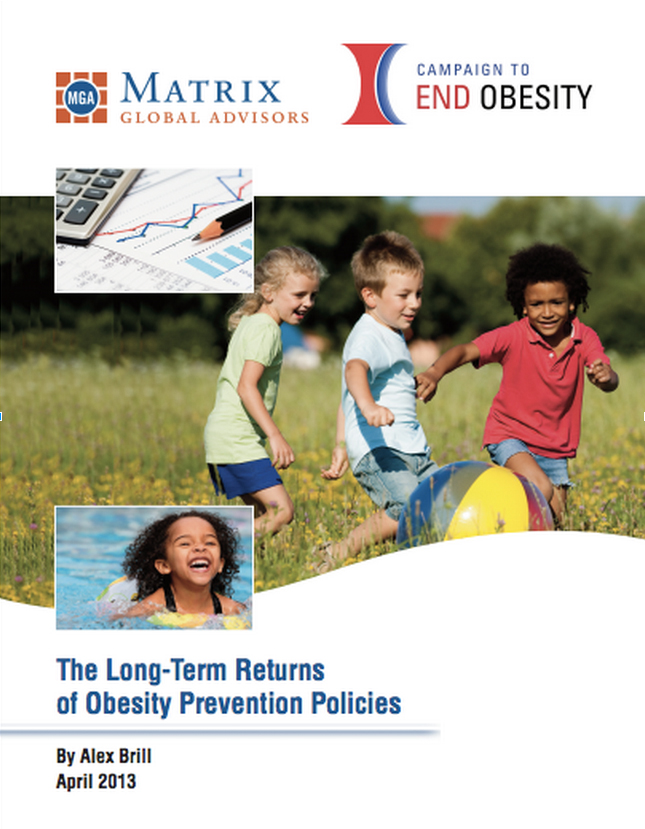 MGA
MATRIX
GLOBAL ADVISORS
CAMPAIGN TO
END OBESITY
The Long-Term Returns
of Obesity Prevention Policies
By Alex Brill
April 2013